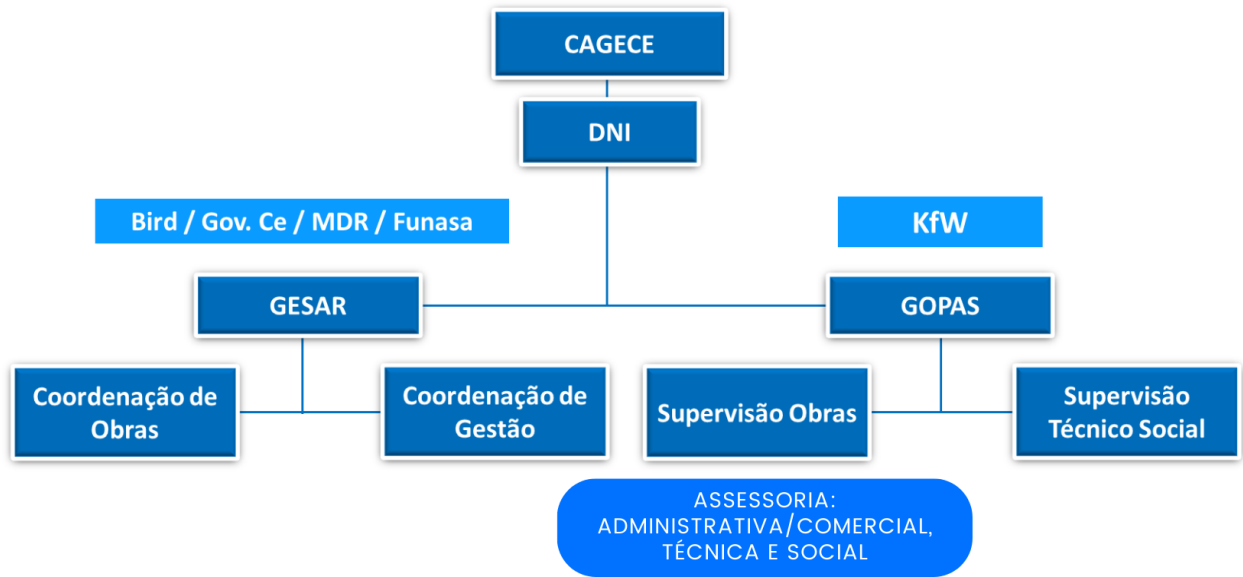 CAGECE
DNI
Bird / Gov. Ce / MDR / Funasa
KfW
GESAR
GOPAS
Coordenação de
Obras
Coordenação de
Gestão
Supervisão Obras
Supervisão
Técnico Social
ASSESSORIA:
ADMINISTRATIVA/COMERCIAL,
TÉCNICA E SOCIAL